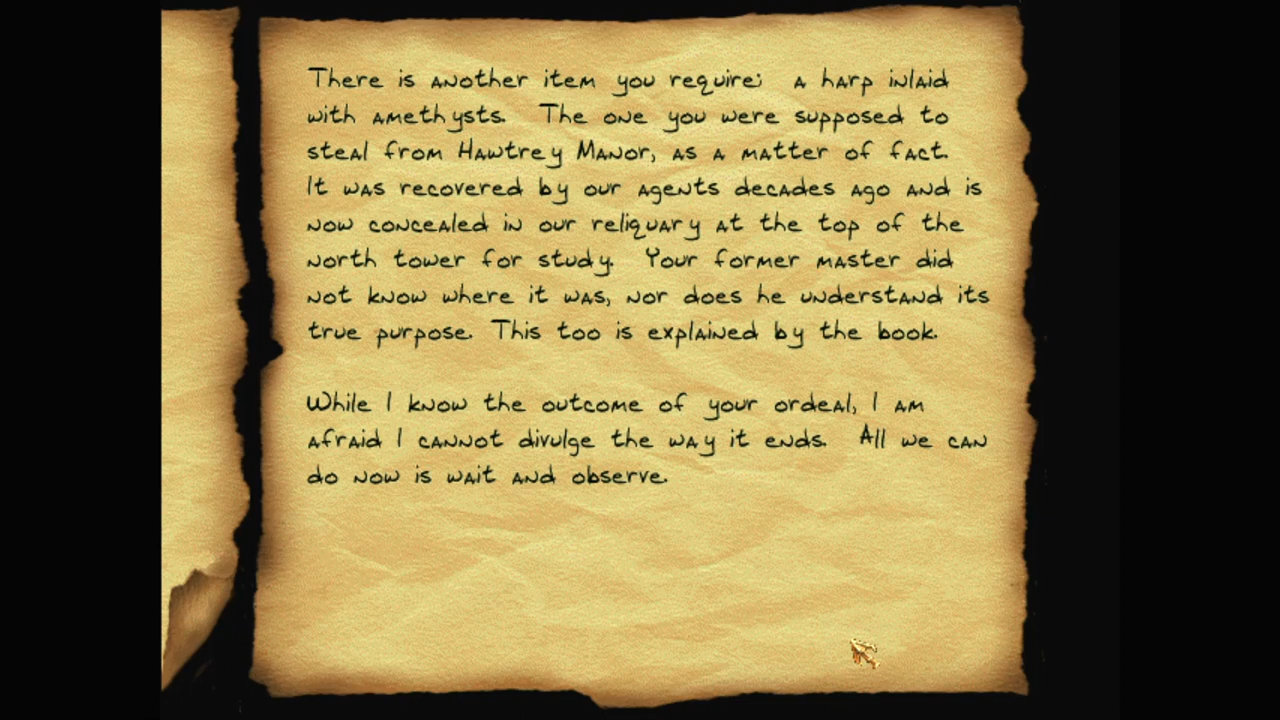 There is another item you require: a harp inlaid
with amethysts. The one you were supposed to
steal from Hawtrey Manor, as a matter of fact.
It was recovered by our agents decades ago and is
now concealed in our reliquary at the top of the
north tower for study. Your former master did
not know where it was, nor does he understand its
true purpose. This too is explained by the book.
While I know the outcome of your ordeal, I am
afraid I cannot divulge the way it ends. All we can
do now is wait and observe.